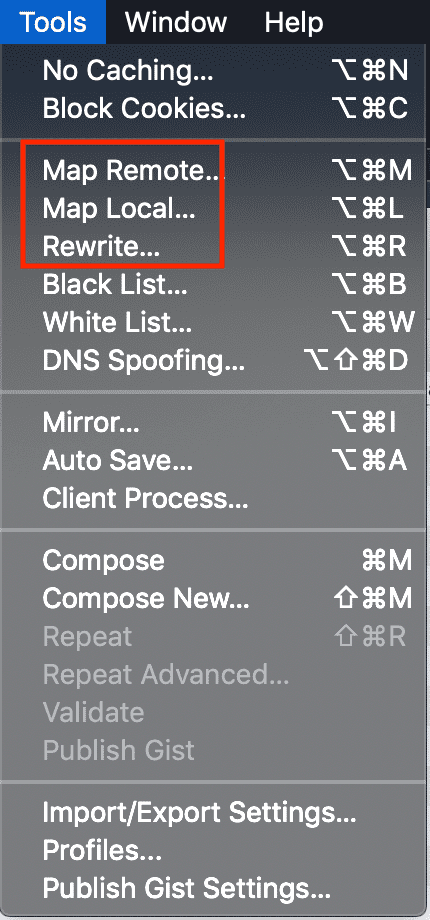 Tools Window Help
No Caching... ⌥⌘N
Block Cookies... ⌥⌘C
Map Remote... ⌥⌘M
Map Local... ⌥⌘L
Rewrite... ⌥⌘R
Black List... ⌥⌘B
White List... ⌥⌘W
DNS Spoofing... ⌥⇧⌘D
Mirror... ⌥⌘I
Auto Save... ⌥⌘A
Client Process...
Compose ⌘M
Compose New... ⇧⌘M
Repeat ⇧⌘R
Repeat Advanced...
Validate
Publish Gist
Import/Export Settings...
Profiles...
Publish Gist Settings...